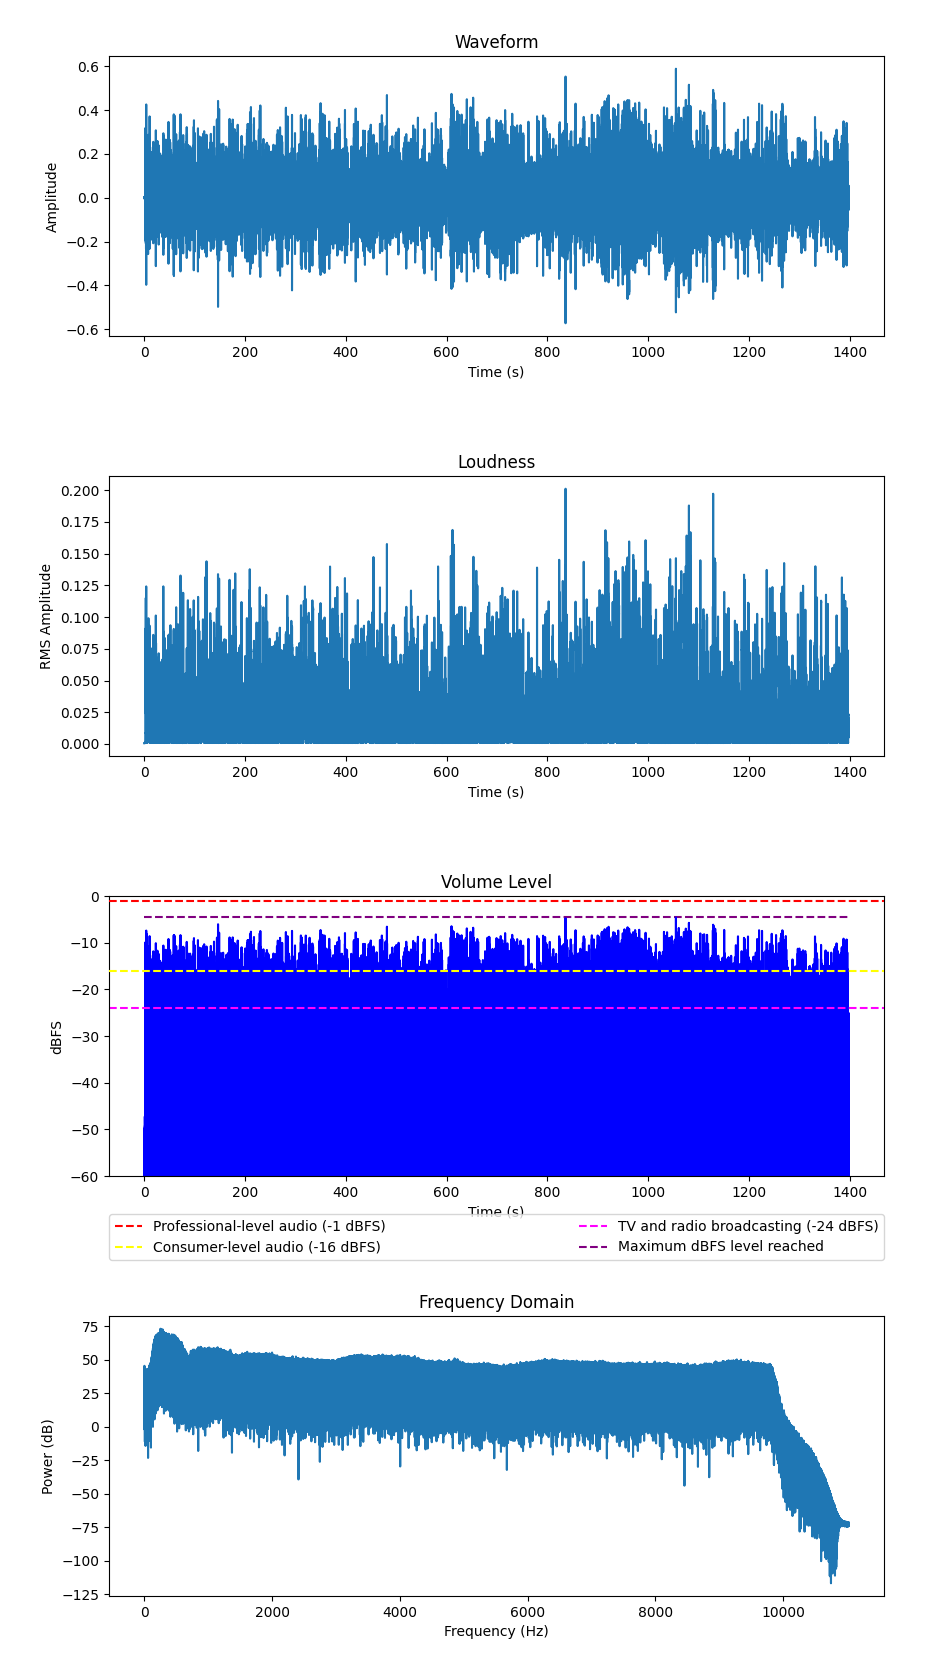 Waveform
0.6
0.4
0.2
0.0
−0.2
−0.4
−0.6
Amplitude
0 200 400 600 800 1000 1200 1400
Time (s)
Loudness
0.200
0.175
0.150
0.125
0.100
0.075
0.050
0.025
0.000
RMS Amplitude
0 200 400 600 800 1000 1200 1400
Time (s)
Volume Level
0
−10
−20
−30
−40
−50
−60
dBFS
0 200 400 600 800 1000 1200 1400
Time (s)
Professional-level audio (-1 dBFS)
Consumer-level audio (-16 dBFS)
TV and radio broadcasting (-24 dBFS)
Maximum dBFS level reached
Frequency Domain
75
50
25
0
−25
−50
−75
−100
−125
Power (dB)
0 2000 4000 6000 8000 10000
Frequency (Hz)